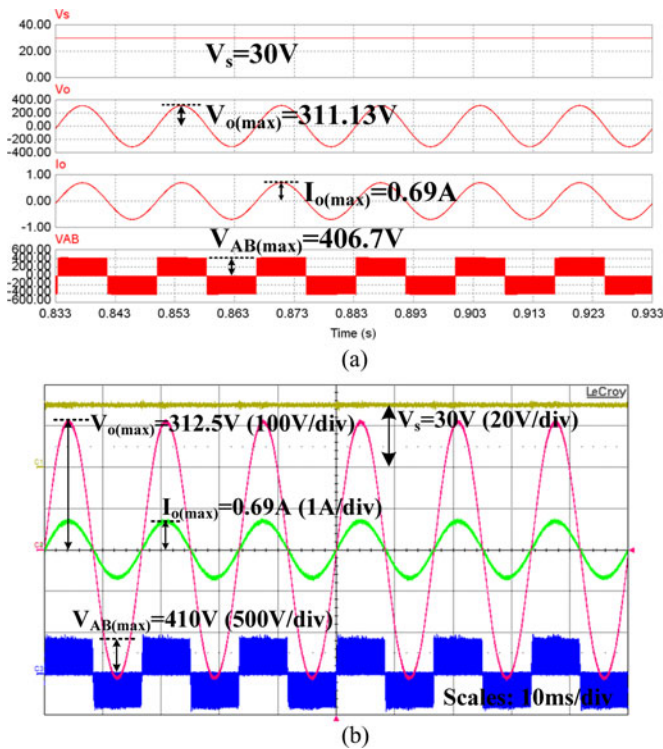 Vs
40.00
20.00
0.00
Vs=30V
Vo
400.00
200.00
0.00
-200.00
-400.00
Vo(max)=311.13V
Io
1.00
0.00
-1.00
Io(max)=0.69A
VAB
600.00
400.00
200.00
0.00
-200.00
-400.00
600.00
VAB(max)=406.7V
0.833 0.843 0.853 0.863 0.873 0.883 0.893 0.903 0.913 0.923 0.933
Time (s)
(a)
LeCroy
Vo(max)=312.5V (100V/div)
Vs=30V (20V/div)
Io(max)=0.69A (1A/div)
VAB(max)=410V (500V/div)
Scales: 10ms/div
(b)